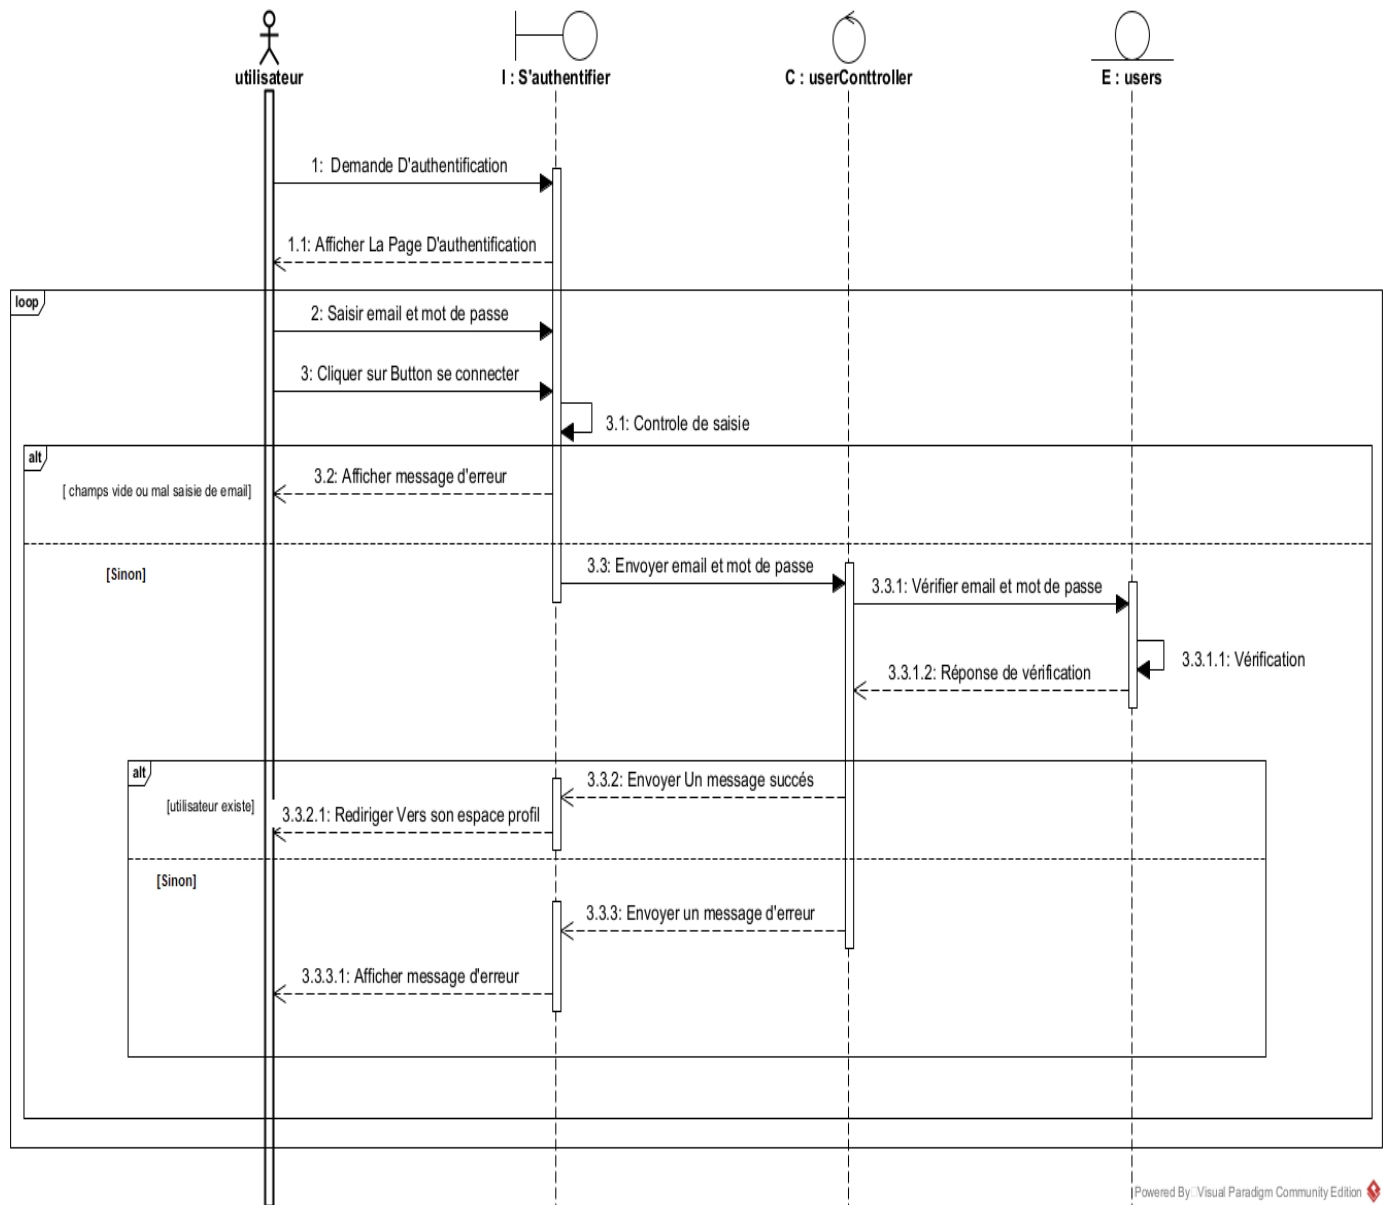 utilisateur
I : S'authentifier
C : userConttroller
E : users
1:  Demande D'authentification
1.1: Afficher La Page D'authentification
loop
2: Saisir email et mot de passe
3: Cliquer sur Button se connecter
3.1: Controle de saisie
alt
3.2: Afficher message d'erreur
[ champs vide ou mal saisie de email]
3.3: Envoyer email et mot de passe
[Sinon]
3.3.1: Vérifier email et mot de passe
3.3.1.1: Vérification
3.3.1.2: Réponse de vérification
alt
3.3.2: Envoyer Un message succés
[utilisateur existe]
3.3.2.1: Rediriger Vers son espace profil
[Sinon]
3.3.3: Envoyer un message d'erreur
3.3.3.1: Afficher message d'erreur
Powered By Visual Paradigm Community Edition